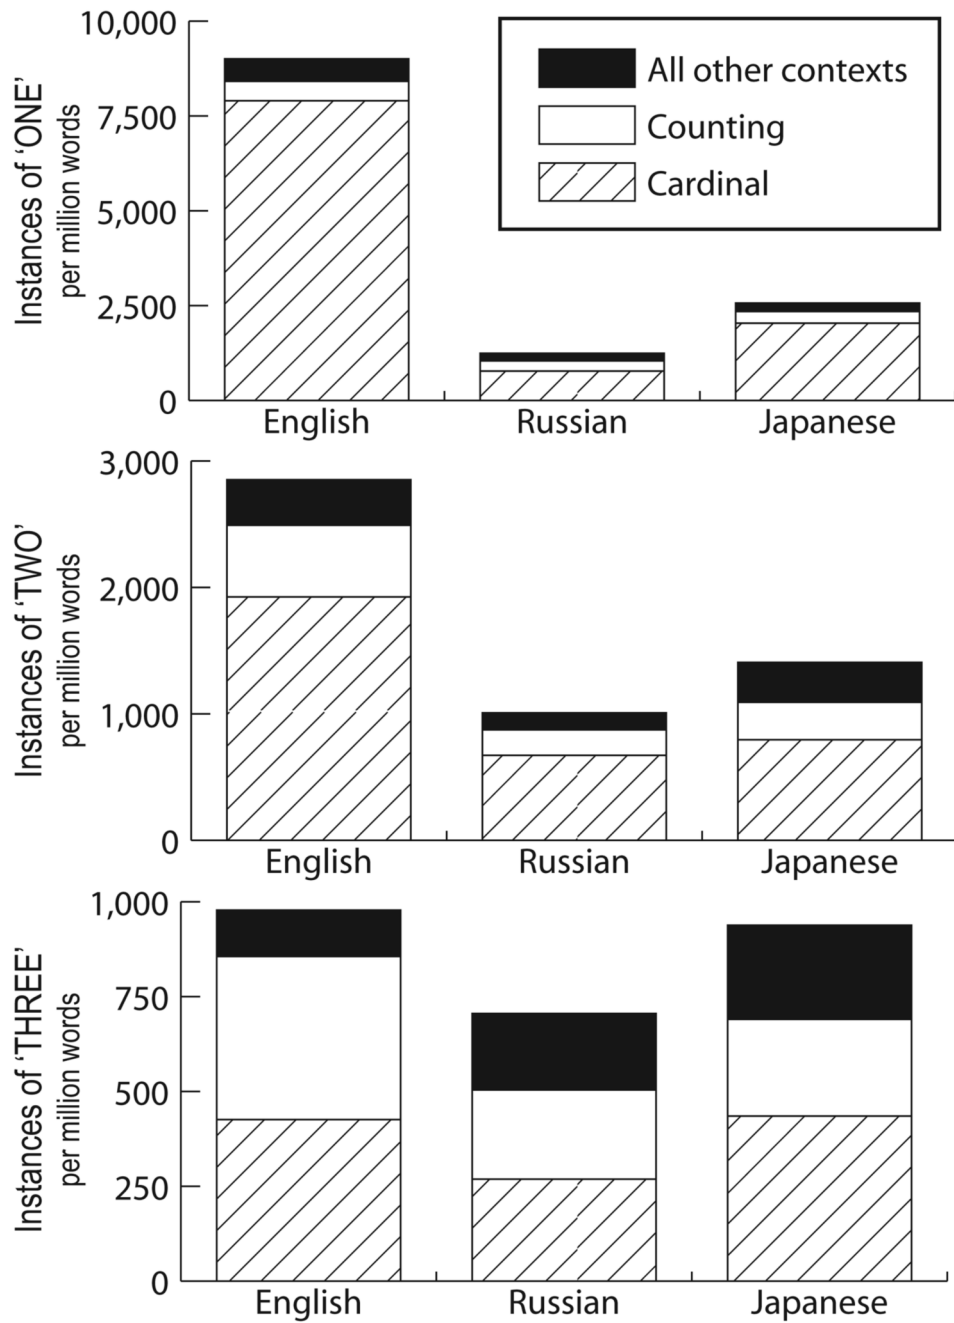 Instances of 'ONE'
per million words
10,000
7,500
5,000
2,500
0
All other contexts
Counting
Cardinal
English Russian Japanese
Instances of 'TWO'
per million words
3,000
2,000
1,000
0
English Russian Japanese
Instances of 'THREE'
per million words
1,000
750
500
250
0
English Russian Japanese